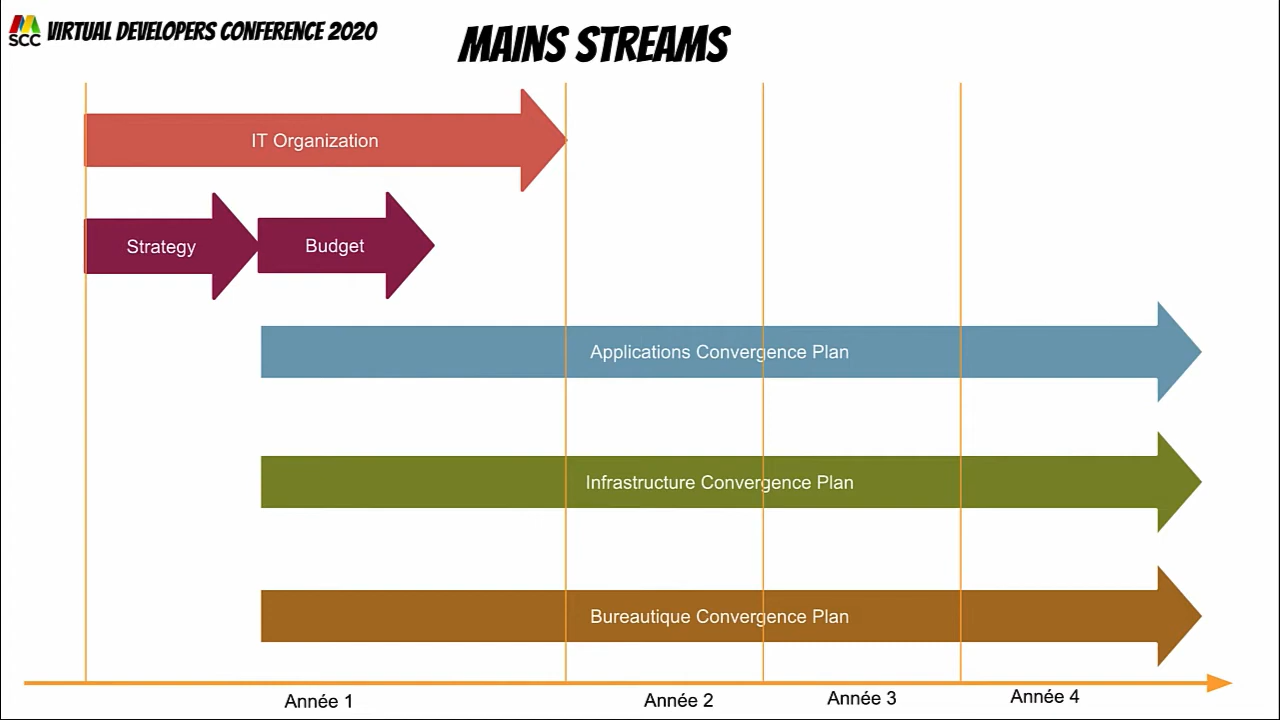 SCC VIRTUAL DEVELOPERS CONFERENCE 2020
MAINS STREAMS
IT Organization
Strategy
Budget
Applications Convergence Plan
Infrastructure Convergence Plan
Bureautique Convergence Plan
Année 1
Année 2
Année 3
Année 4